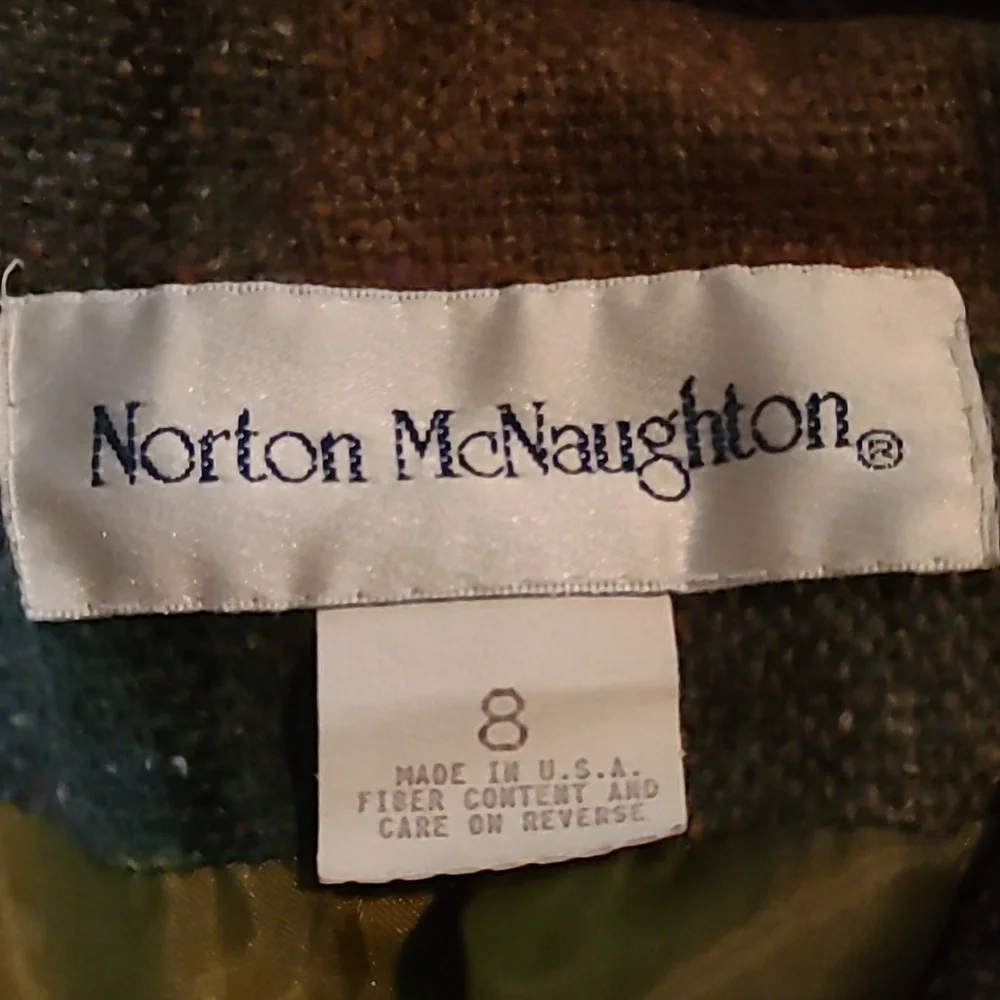 Norton McNaughton®
8
MADE IN U.S.A.
FIBER CONTENT AND
CARE ON REVERSE